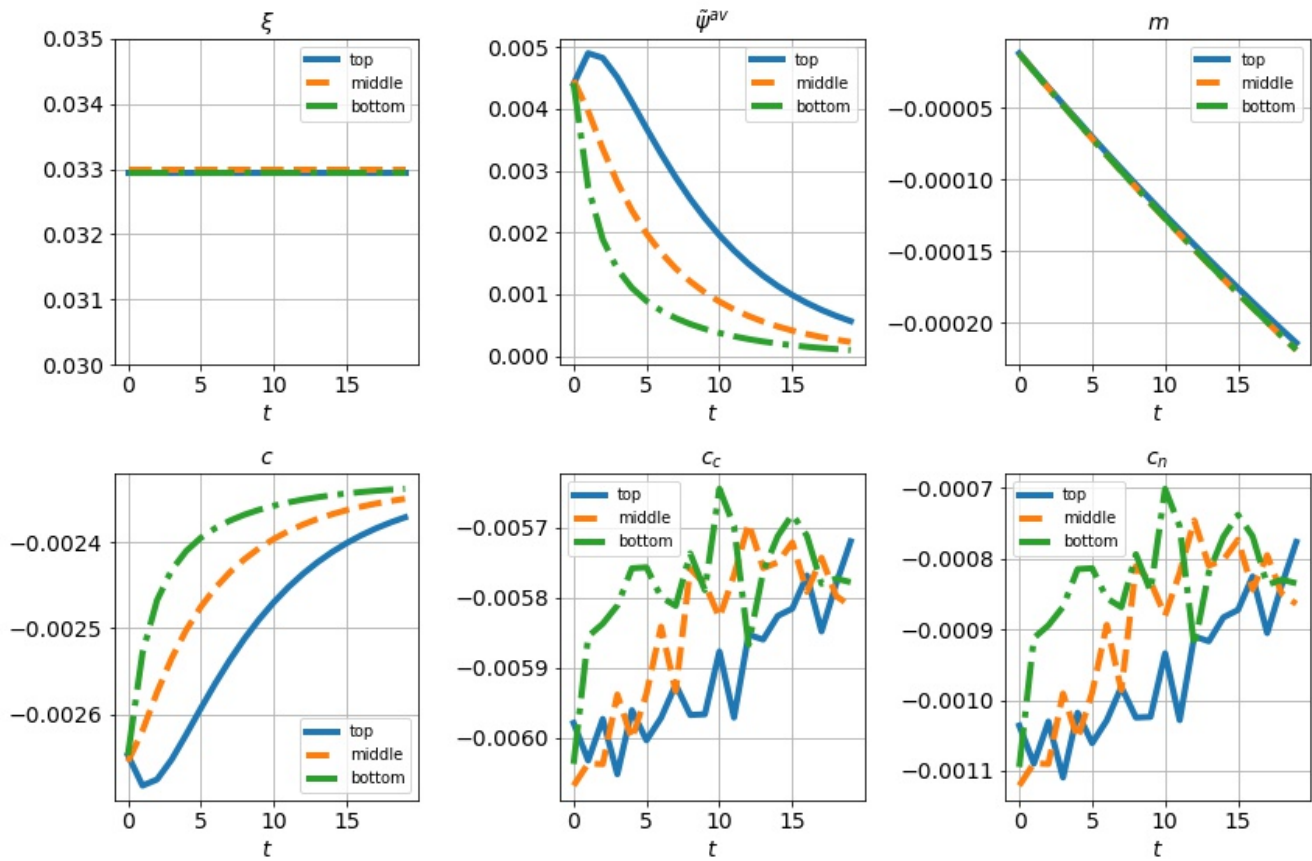 ξ
0.035
0.034
0.033
0.032
0.031
0.030
0 5 10 15
t
top
middle
bottom
ψ̃ᵃᵛ
0.005
0.004
0.003
0.002
0.001
0.000
0 5 10 15
t
top
middle
bottom
m
−0.00005
−0.00010
−0.00015
−0.00020
0 5 10 15
t
top
middle
bottom
c
−0.0024
−0.0025
−0.0026
0 5 10 15
t
top
middle
bottom
c_c
−0.0057
−0.0058
−0.0059
−0.0060
0 5 10 15
t
top
middle
bottom
c_n
−0.0007
−0.0008
−0.0009
−0.0010
−0.0011
0 5 10 15
t
top
middle
bottom